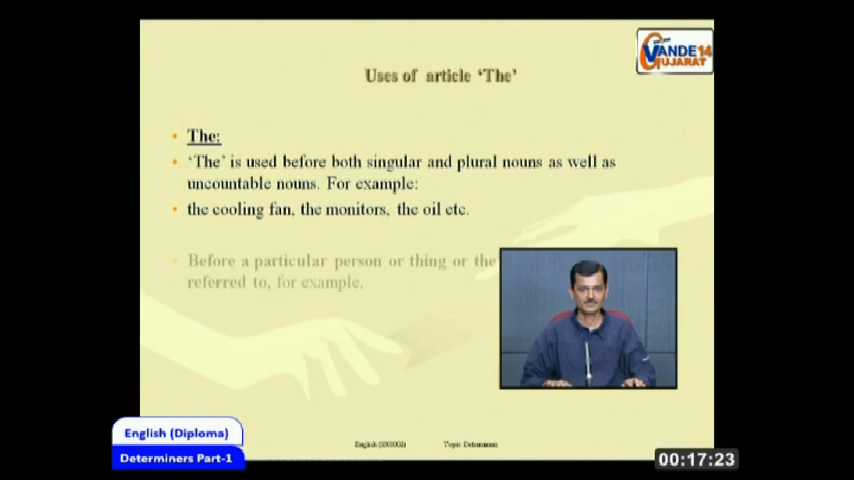 VANDE 14
GUJARAT
Uses of article ‘The’
• The:
• ‘The’ is used before both singular and plural nouns as well as
uncountable nouns. For example:
• the cooling fan, the monitors, the oil etc.
• Before a particular person or thing or the
referred to, for example,
Topic: Determiners
English (Diploma)
Determiners Part-1
00:17:23